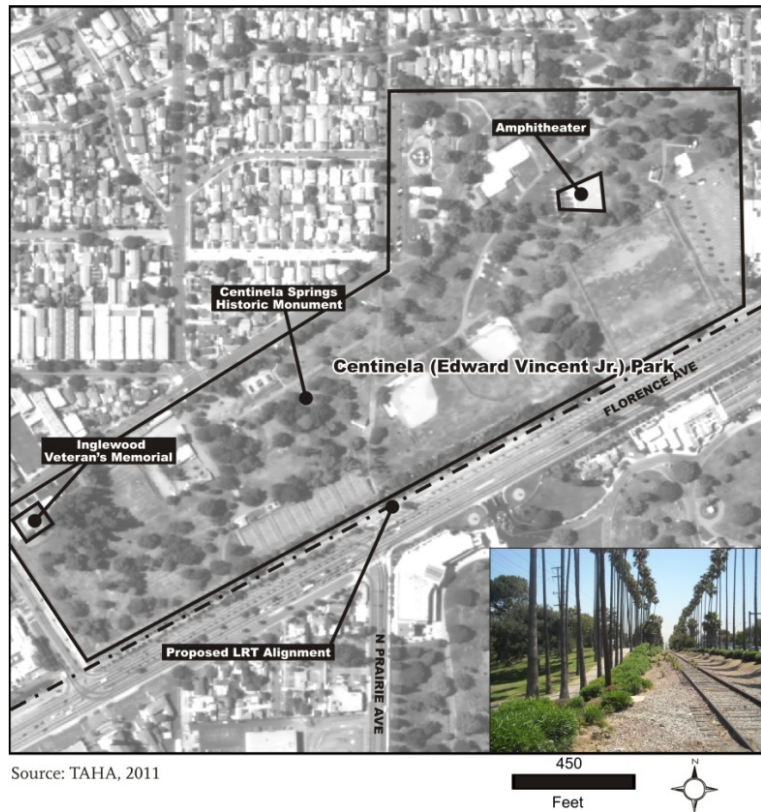 Amphitheater
Centinela Springs
Historic Monument
Centinela (Edward Vincent Jr.) Park
FLORENCE AVE
Inglewood
Veteran's Memorial
Proposed LRT Alignment
N PRAIRIE AVE
Source: TAHA, 2011
450
Feet
N